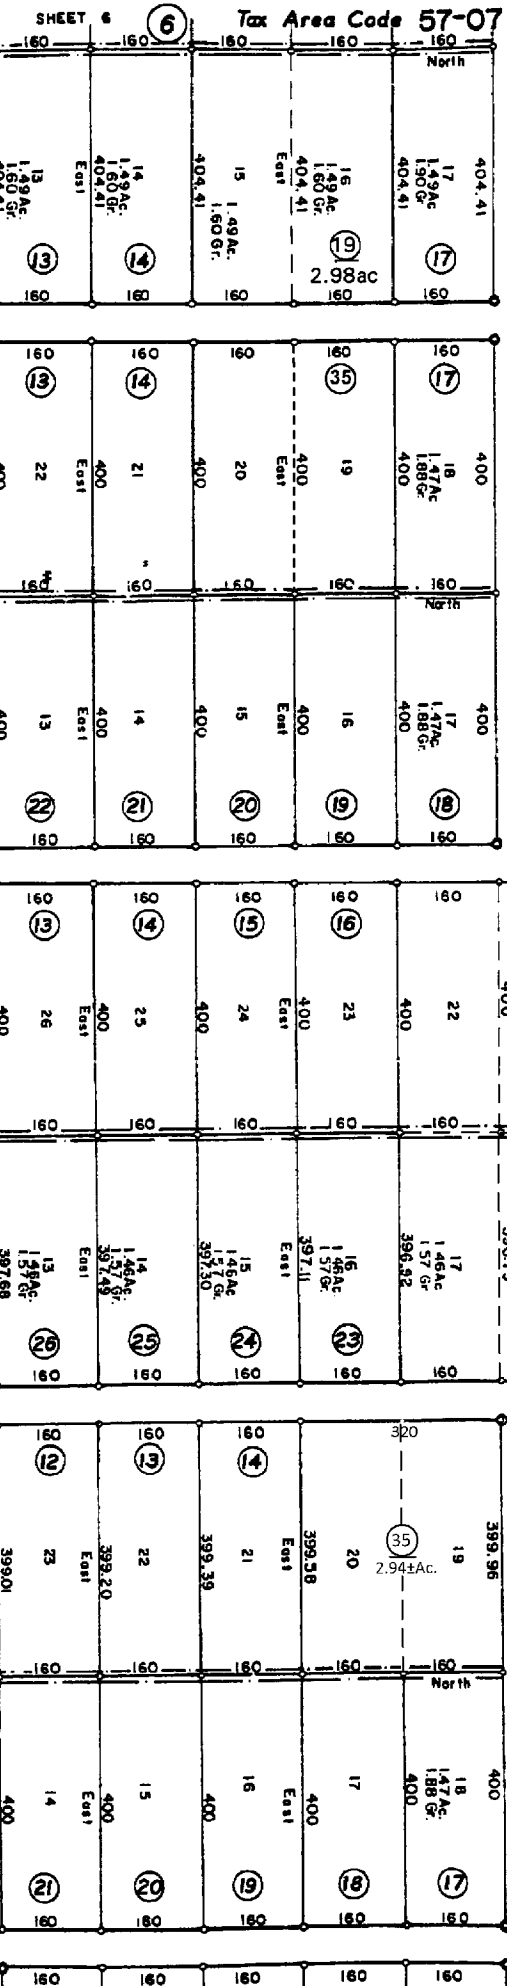 SHEET 6 6 Tax Area Code 57-07
160 160 160 160 160
North
13 1.49Ac. 1.60 Gr.
East
14 1.49Ac. 1.60 Gr. 404.41
15 1.49Ac. 1.60Gr. 404.41
East
16 1.49Ac. 1.60Gr. 404.41
17 1.49Ac 1.90Gr. 404.41
404.41
13 14 19 17
2.98ac
160 160 160 160 160
160 160 160 160 160
13 14 35 17
400 22 East 400 21 400 20 East 400 19 400 18 1.47Ac 1.88Gr. 400
160 160 160 160 160
North
400 13 East 400 14 400 15 East 400 16 400 17 1.47Ac. 1.88Gr. 400
22 21 20 19 18
160 160 160 160 160
160 160 160 160 160
13 14 15 16
400 26 East 400 25 400 24 East 400 23 400 22 400
160 160 160 160 160
397.68 13 1.46Ac. 1.57Gr. East
397.49 14 1.46Ac. 1.57Gr.
397.30 15 1.46Ac 1.57Gr. East
397.11 16 1.46Ac 1.57Gr.
396.92 17 1.46Ac 1.57Gr
26 25 24 23
160 160 160 160 160
160 160 160 320
12 13 14
35
2.94±Ac.
399.01 23 East 399.20 22 399.39 21 East 399.58 20 19 399.96
160 160 160 160 160
North
400 14 East 400 15 400 16 East 400 17 400 18 1.47Ac. 1.88Gr. 400
21 20 19 18 17
160 160 160 160 160
160 160 160 160 160